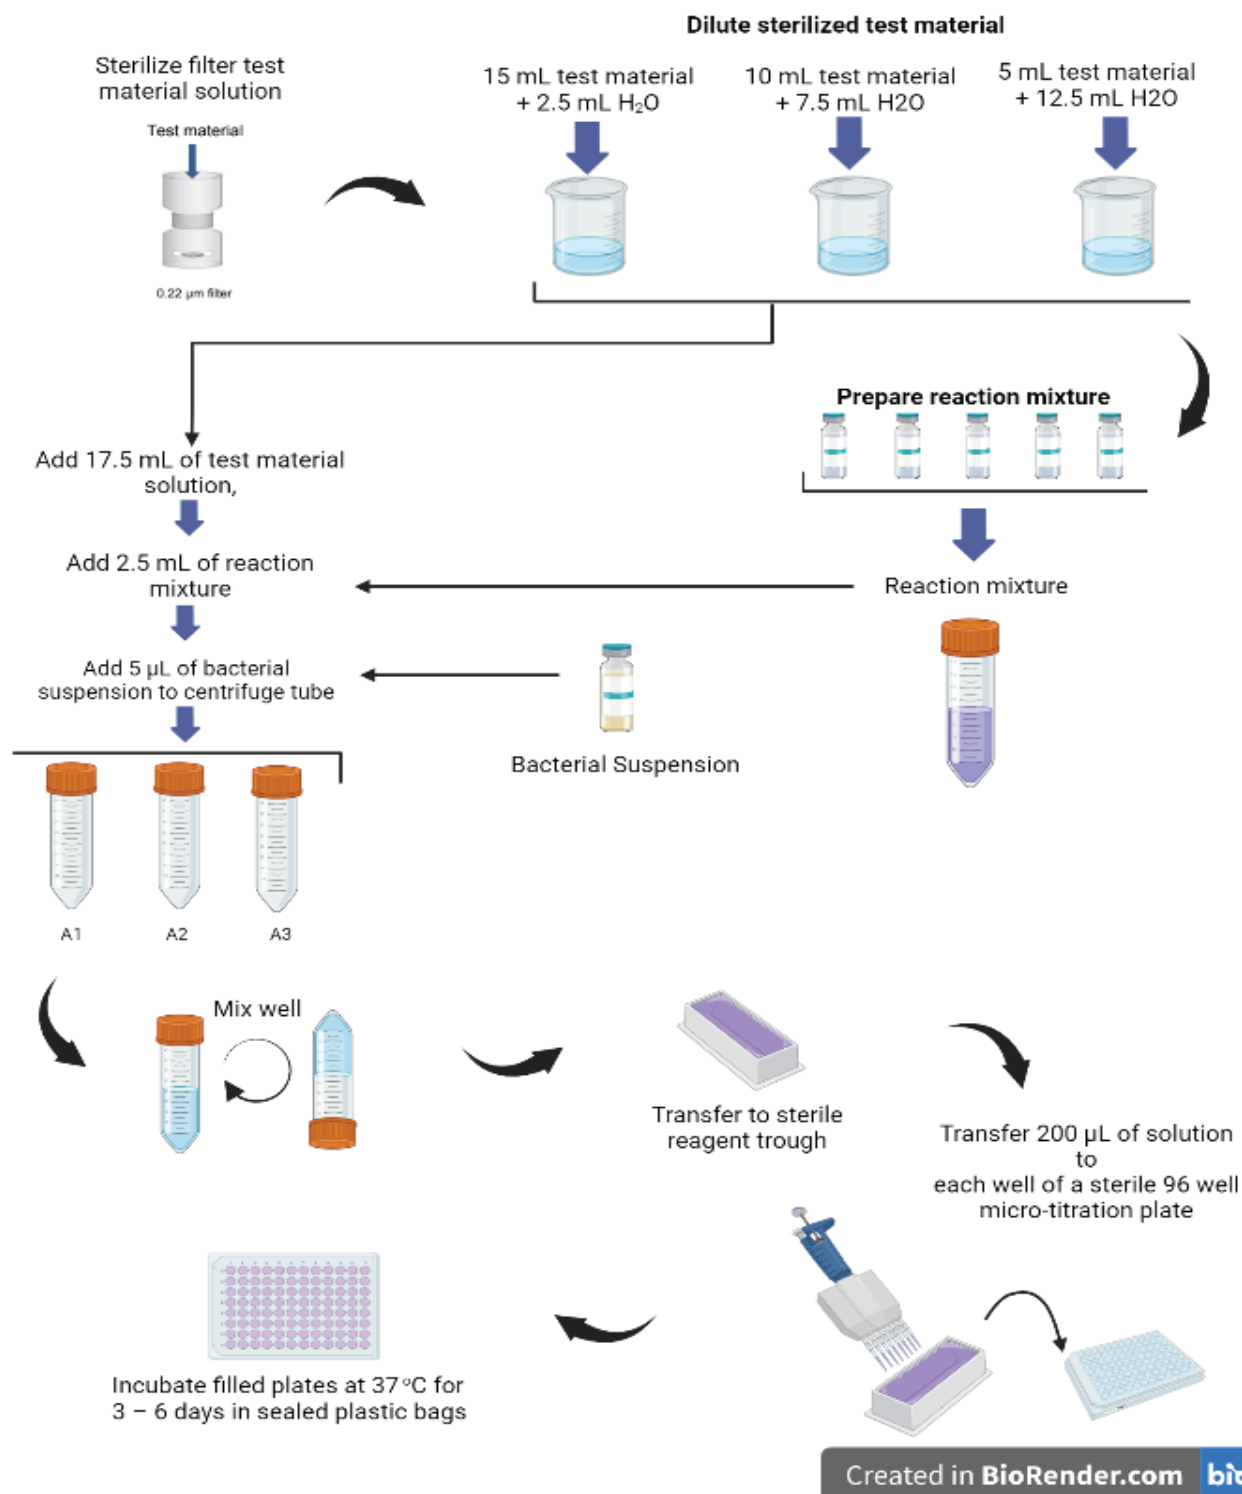 Dilute sterilized test material
Sterilize filter test
material solution
Test material
0.22 µm filter
15 mL test material
+ 2.5 mL H₂O
10 mL test material
+ 7.5 mL H2O
5 mL test material
+ 12.5 mL H2O
Prepare reaction mixture
Add 17.5 mL of test material
solution,
Add 2.5 mL of reaction
mixture
Reaction mixture
Add 5 µL of bacterial
suspension to centrifuge tube
Bacterial Suspension
A1
A2
A3
Mix well
Transfer to sterile
reagent trough
Transfer 200 µL of solution
to
each well of a sterile 96 well
micro-titration plate
Incubate filled plates at 37 °C for
3 – 6 days in sealed plastic bags
Created in BioRender.com